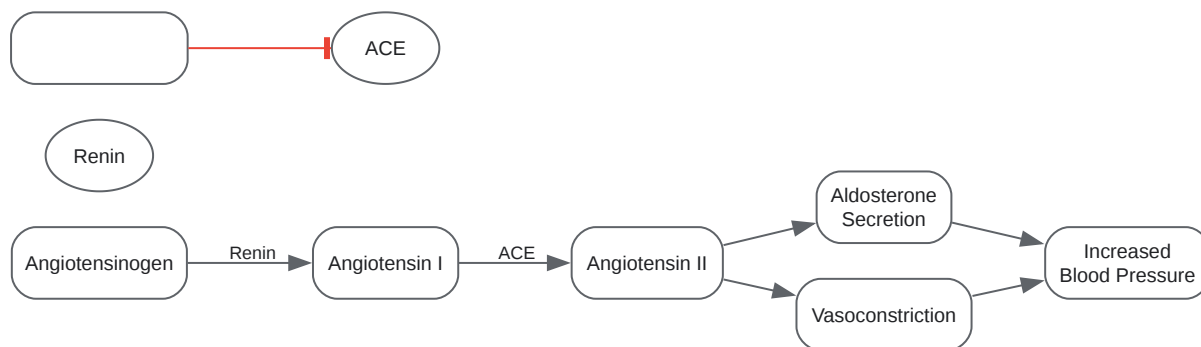 ACE
Renin
Aldosterone
Secretion
Angiotensinogen
Renin
Angiotensin I
ACE
Angiotensin II
Increased
Blood Pressure
Vasoconstriction